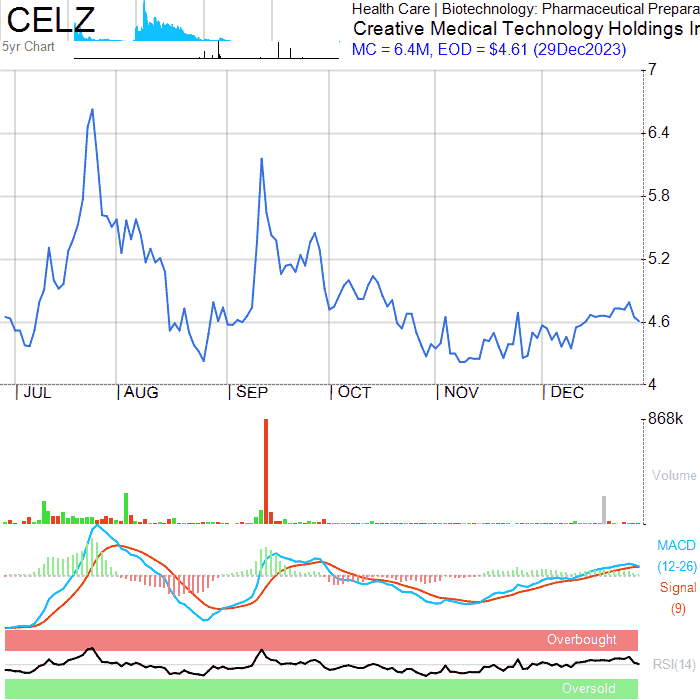 CELZ
5yr Chart
Health Care | Biotechnology: Pharmaceutical Prepara
Creative Medical Technology Holdings In
MC = 6.4M, EOD = $4.61 (29Dec2023)
7
6.4
5.8
5.2
4.6
4
JUL
AUG
SEP
OCT
NOV
DEC
868k
Volume
MACD
(12-26)
Signal
(9)
Overbought
RSI(14)
Oversold